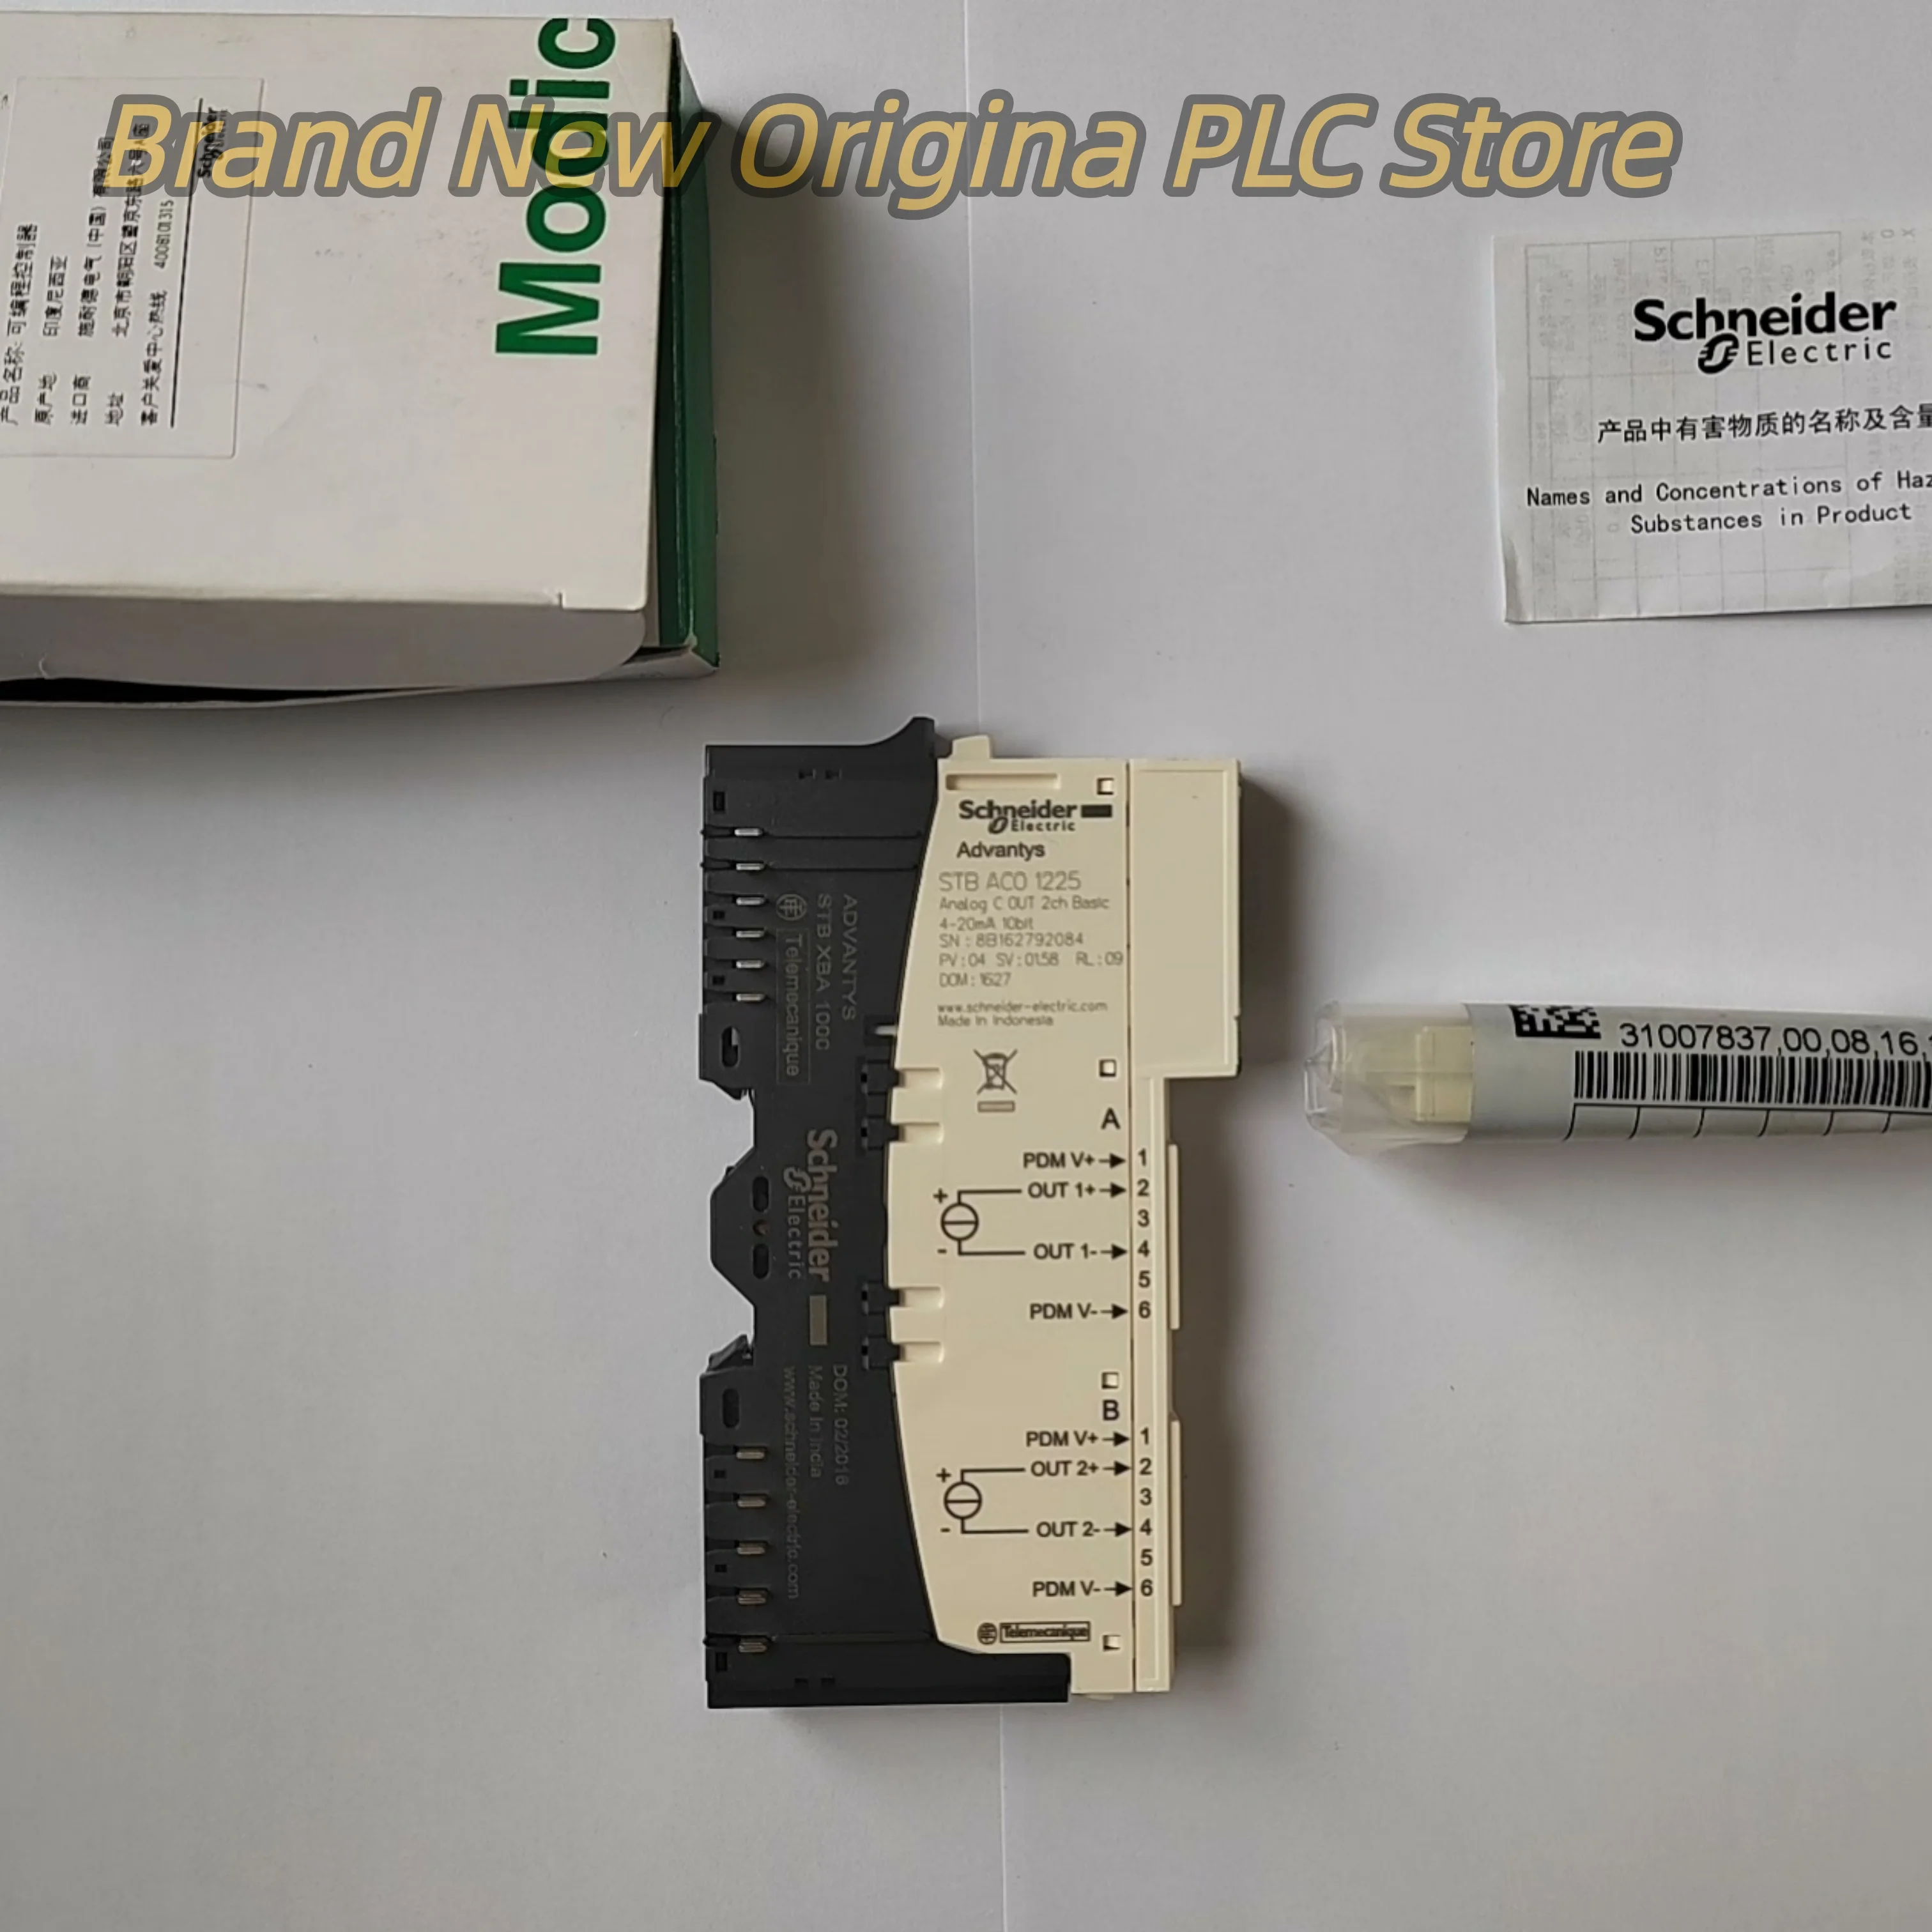 Brand New Origina PLC Store
Modic
产品名称: 可编程控制器
原产地 印度尼西亚
进口商 施耐德电气(中国)有限公司
地址 北京市朝阳区望京东路六号
客户关爱中心热线 4008101315
Schneider
Schneider
Electric
产品中有害物质的名称及含量
Names and Concentrations of Haz
Substances in Product
Schneider
Electric
Advantys
STB ACO 1225
Analog C OUT 2ch Basic
4-20mA 10bit
SN : 8B162792084
PV : 04 SV : 01.58 RL : 09
DOM : 1627
www.schneider-electric.com
Made in Indonesia
A
PDM V+ 1
+ OUT 1+ 2
3
- OUT 1- 4
5
PDM V- 6
B
PDM V+ 1
+ OUT 2+ 2
3
- OUT 2- 4
5
PDM V- 6
Telemecanique
ADVANTYS
STB XBA 1000
Telemecanique
Schneider
Electric
DOM: 02/2016
Made in India
www.schneider-electric.com
31007837,00,08,16,